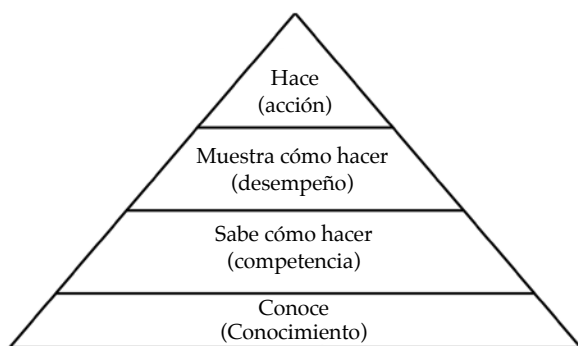 Hace
(acción)
Muestra cómo hacer
(desempeño)
Sabe cómo hacer
(competencia)
Conoce
(Conocimiento)